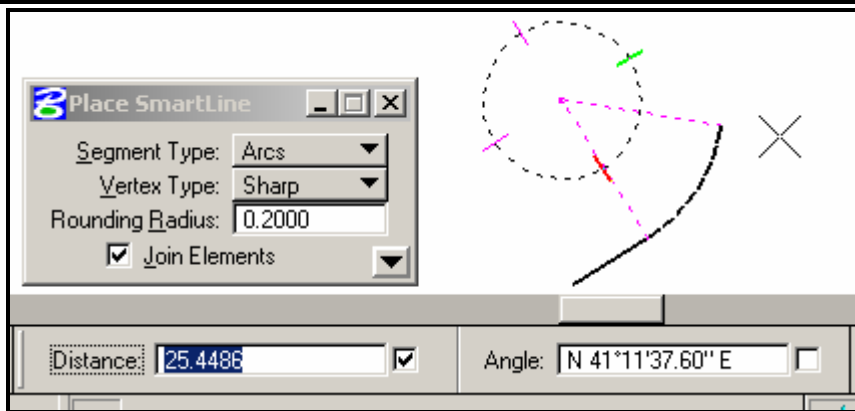 Place SmartLine
Segment Type: Arcs
Vertex Type: Sharp
Rounding Radius: 0.2000
Join Elements
Distance: 25.4486 Angle: N 41°11'37.60" E